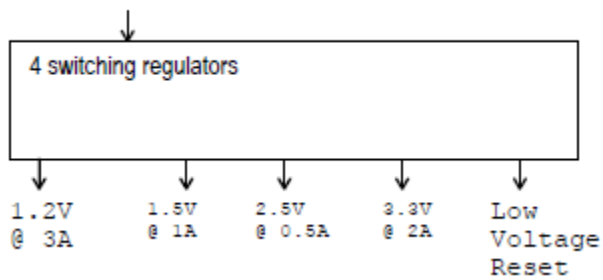 4 switching regulators
1.2V 1.5V 2.5V 3.3V Low
@ 3A @ 1A @ 0.5A @ 2A Voltage
Reset